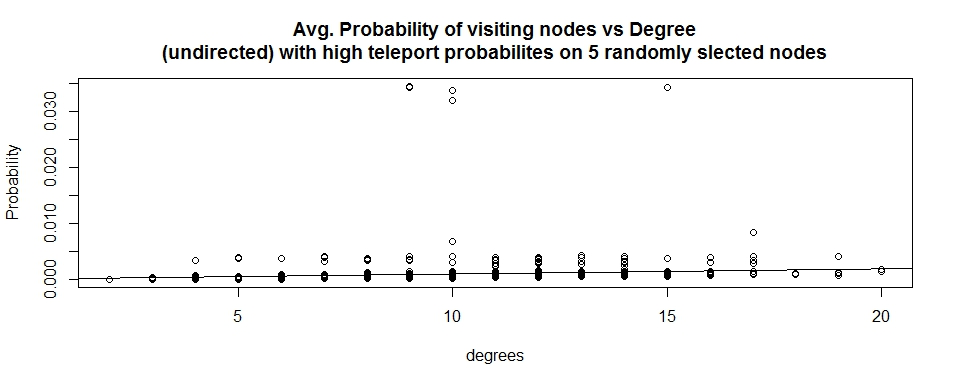 Avg. Probability of visiting nodes vs Degree
(undirected) with high teleport probabilites on 5 randomly slected nodes
Probability
0.030
0.020
0.010
0.000
5 10 15 20
degrees